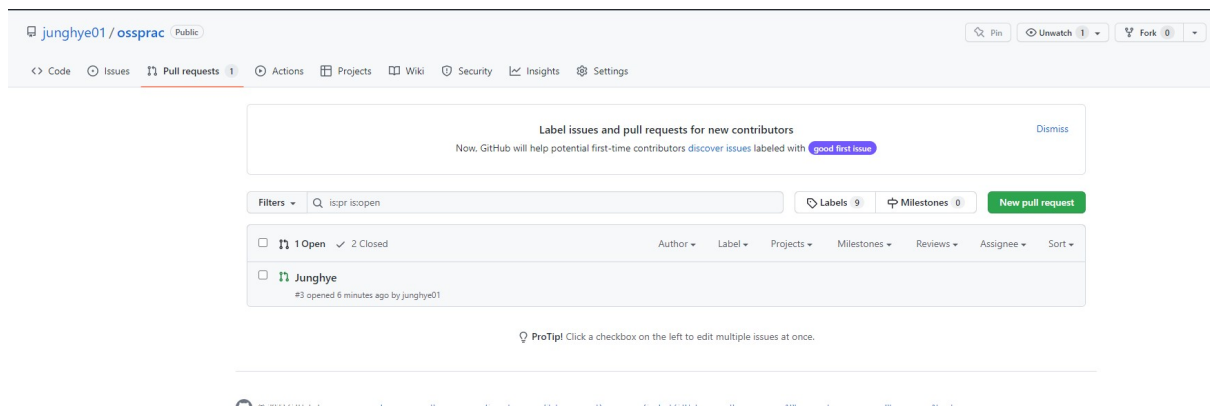 junghye01 / ossprac Public
Pin Unwatch 1 Fork 0
Code Issues Pull requests 1 Actions Projects Wiki Security Insights Settings
Label issues and pull requests for new contributors Dismiss
Now, GitHub will help potential first-time contributors discover issues labeled with good first issue
Filters is:pr is:open Labels 9 Milestones 0 New pull request
1 Open 2 Closed Author Label Projects Milestones Reviews Assignee Sort
Junghye
#3 opened 6 minutes ago by junghye01
ProTip! Click a checkbox on the left to edit multiple issues at once.